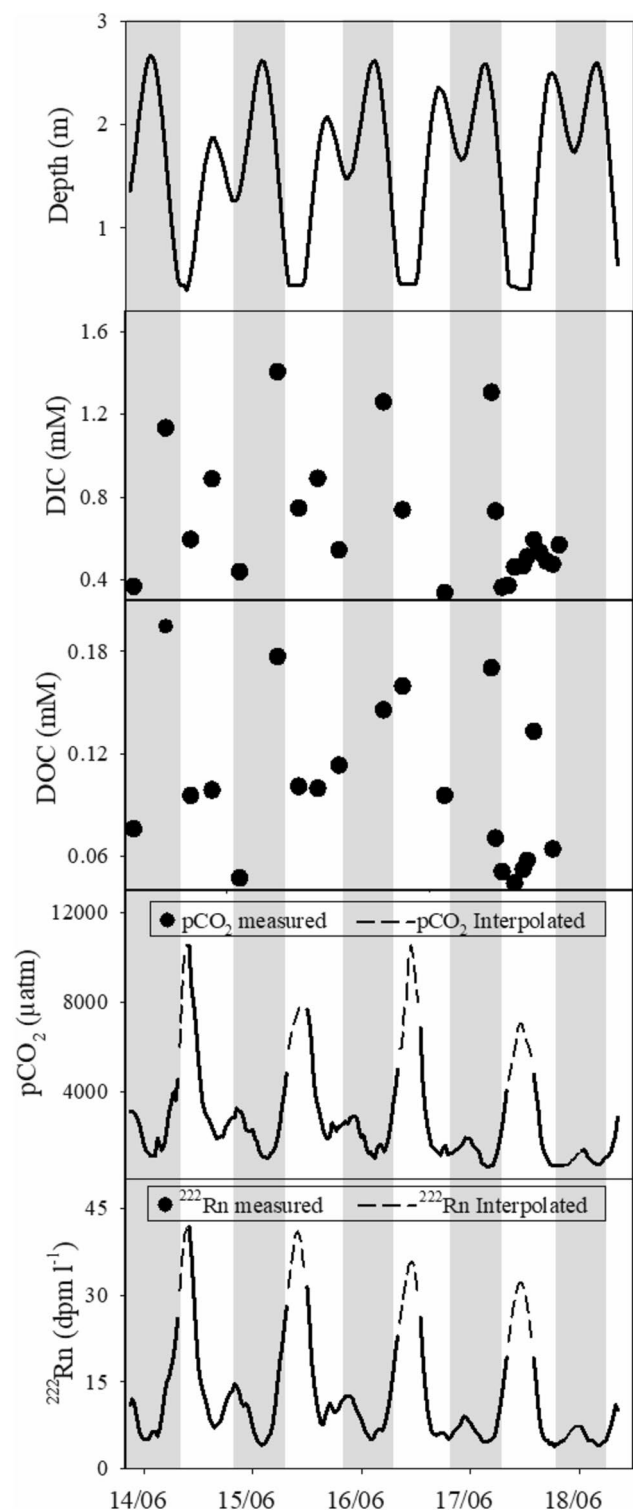 3
2
1
Depth (m)
1.6
1.2
0.8
0.4
DIC (mM)
0.18
0.12
0.06
DOC (mM)
12000
8000
4000
pCO₂ (μatm)
pCO₂ measured
pCO₂ Interpolated
45
30
15
0
²²²Rn (dpm l⁻¹)
²²²Rn measured
²²²Rn Interpolated
14/06 15/06 16/06 17/06 18/06